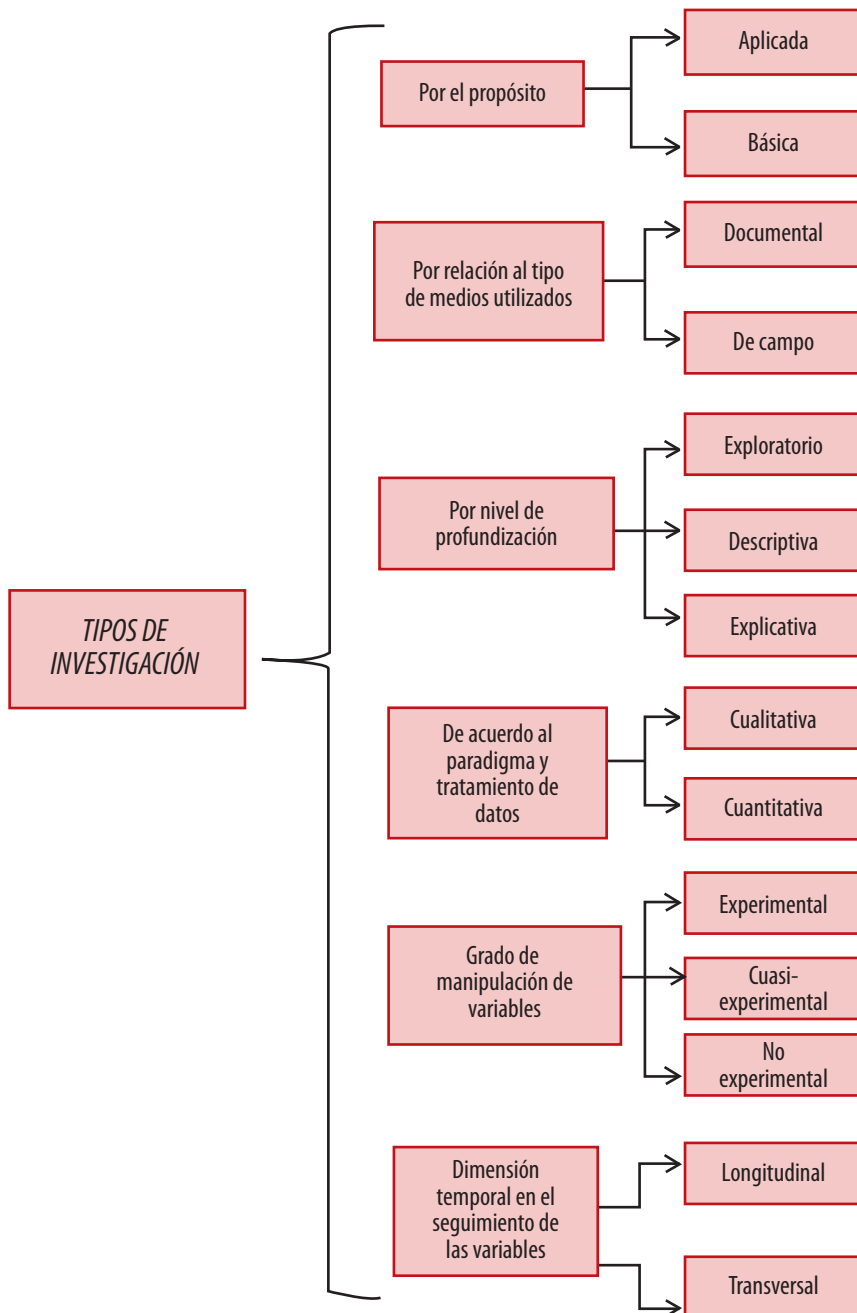 TIPOS DE
INVESTIGACIÓN
Por el propósito
Aplicada
Básica
Por relación al tipo
de medios utilizados
Documental
De campo
Por nivel de
profundización
Exploratorio
Descriptiva
Explicativa
De acuerdo al
paradigma y
tratamiento de
datos
Cualitativa
Cuantitativa
Grado de
manipulación de
variables
Experimental
Cuasi-
experimental
No
experimental
Dimensión
temporal en el
seguimiento de
las variables
Longitudinal
Transversal